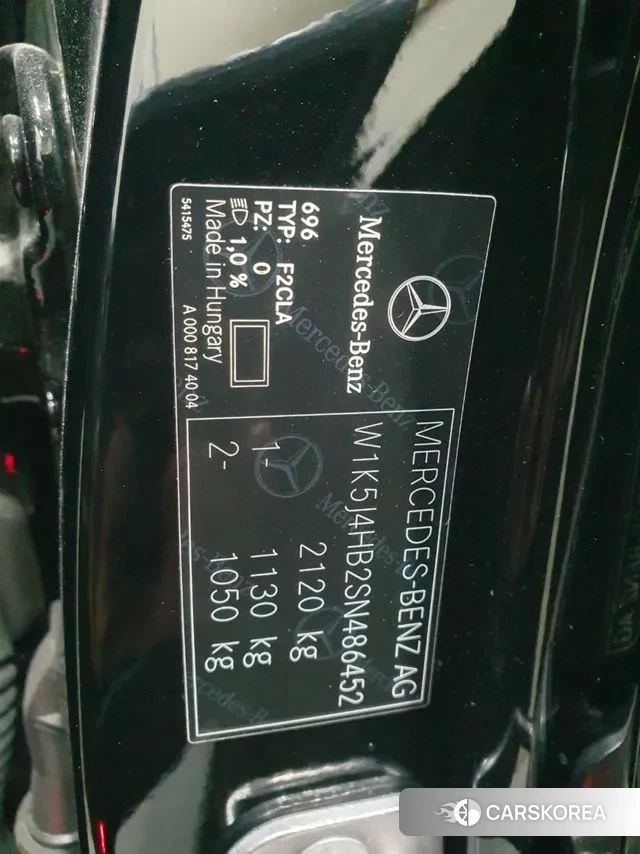 Mercedes-Benz
696
TYP: F2CLA
PZ: 0
1,0 %
Made in Hungary
5415475
A 000 817 40 04
MERCEDES-BENZ AG
W1K5J4HB2SN486452
2120 kg
1- 1130 kg
2- 1050 kg
CARSKOREA